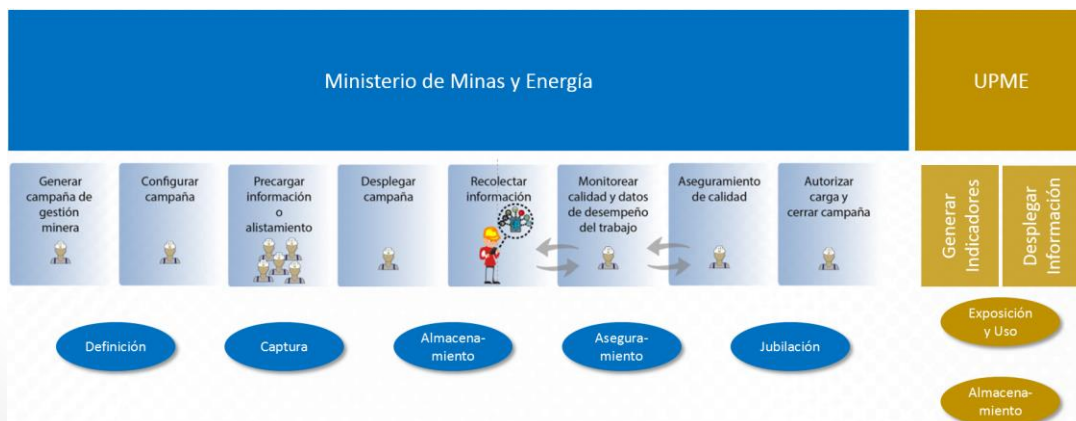 Ministerio de Minas y Energía
UPME
Generar
campaña de
gestión
minera
Configurar
campaña
Precargar
información
o
alistamiento
Desplegar
campaña
Recolectar
información
Monitorear
calidad y datos
de desempeño
del trabajo
Aseguramiento
de calidad
Autorizar
carga y
cerrar campaña
Generar
Indicadores
Desplegar
Información
Definición
Captura
Almacena-
miento
Asegura-
miento
Jubilación
Exposición
y Uso
Almacena-
miento